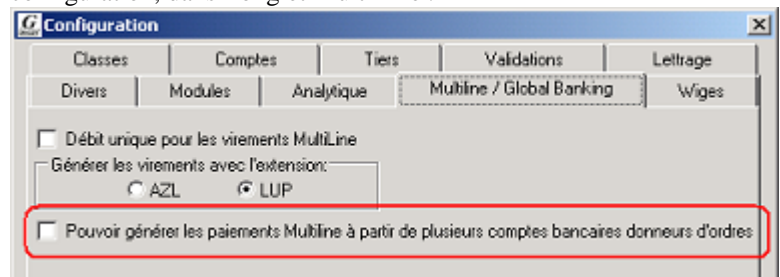 Configuration
Classes Comptes Tiers Validations Lettrage
Divers Modules Analytique Multiline / Global Banking Wiges
Débit unique pour les virements MultiLine
Générer les virements avec l'extension:
AZL LUP
Pouvoir générer les paiements Multiline à partir de plusieurs comptes bancaires donneurs d'ordres